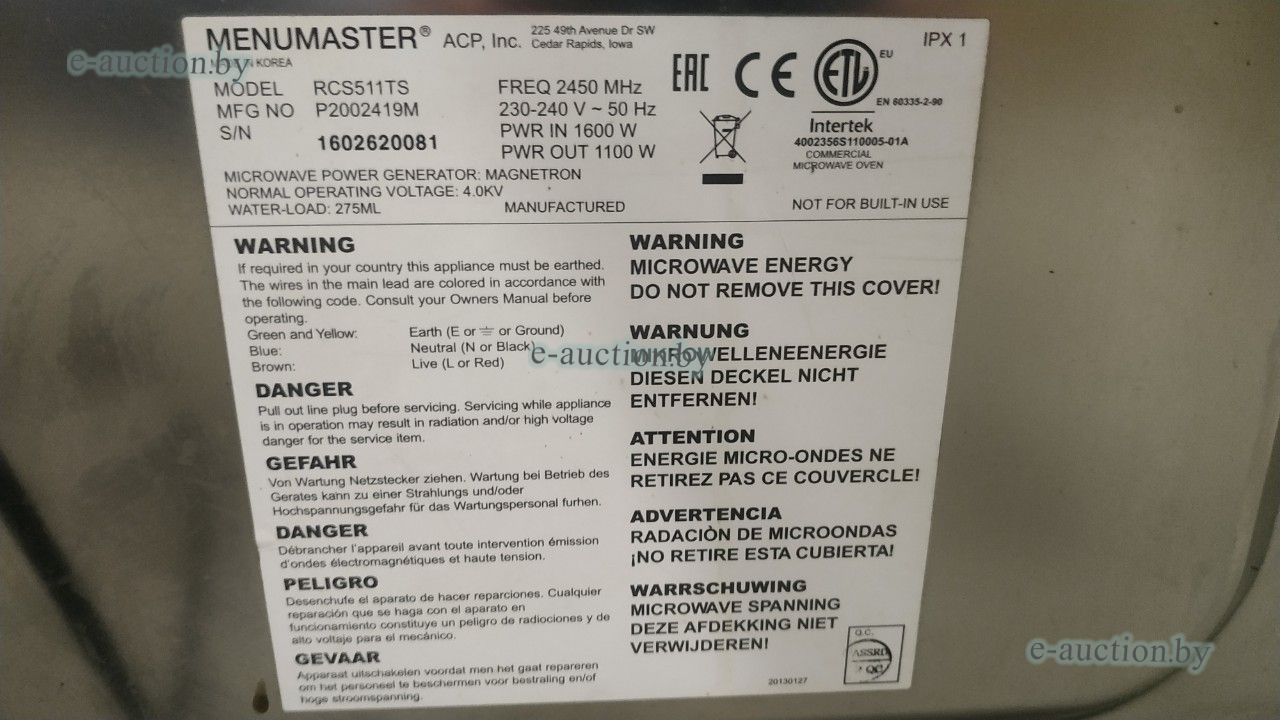 MENUMASTER® ACP, Inc. 225 49th Avenue Dr SW
Cedar Rapids, Iowa
IN KOREA
e-auction.by
MODEL RCS511TS
MFG NO P2002419M
S/N 1602620081
FREQ 2450 MHz
230-240 V ~ 50 Hz
PWR IN 1600 W
PWR OUT 1100 W
EAC CE ETL EU
IPX 1
EN 60335-2-90
Intertek
4002356S110005-01A
COMMERCIAL
MICROWAVE OVEN
MICROWAVE POWER GENERATOR: MAGNETRON
NORMAL OPERATING VOLTAGE: 4.0KV
WATER-LOAD: 275ML MANUFACTURED
NOT FOR BUILT-IN USE
WARNING
If required in your country this appliance must be earthed.
The wires in the main lead are colored in accordance with
the following code. Consult your Owners Manual before
operating.
Green and Yellow: Earth (E or ⏚ or Ground)
Blue: Neutral (N or Black)
Brown: Live (L or Red)
DANGER
Pull out line plug before servicing. Servicing while appliance
is in operation may result in radiation and/or high voltage
danger for the service item.
GEFAHR
Von Wartung Netzstecker ziehen. Wartung bei Betrieb des
Gerates kann zu einer Strahlungs und/oder
Hochspannungsgefahr für das Wartungspersonal furhen.
DANGER
Débrancher l'appareil avant toute intervention émission
d'ondes électromagnétiques et haute tension.
PELIGRO
Desenchufe el aparato de hacer reparciones. Cualquier
reparación que se haga con el aparato en
funcionamiento constituye un peligro de radiociones y de
alto voltaje para el mecánico.
GEVAAR
Apparaat uitschakelen voordat men het gaat repareren
om het personeel te beschermen voor bestraling en/of
hoge stroomspanning.
WARNING
MICROWAVE ENERGY
DO NOT REMOVE THIS COVER!
WARNUNG
MIKROWELLENEENERGIE
e-auction.by
DIESEN DECKEL NICHT
ENTFERNEN!
ATTENTION
ENERGIE MICRO-ONDES NE
RETIREZ PAS CE COUVERCLE!
ADVERTENCIA
RADACIÒN DE MICROONDAS
¡NO RETIRE ESTA CUBIERTA!
WARRSCHUWING
MICROWAVE SPANNING
DEZE AFDEKKING NIET
VERWIJDEREN!
20130127
Q.C.
QC
e-auction.by